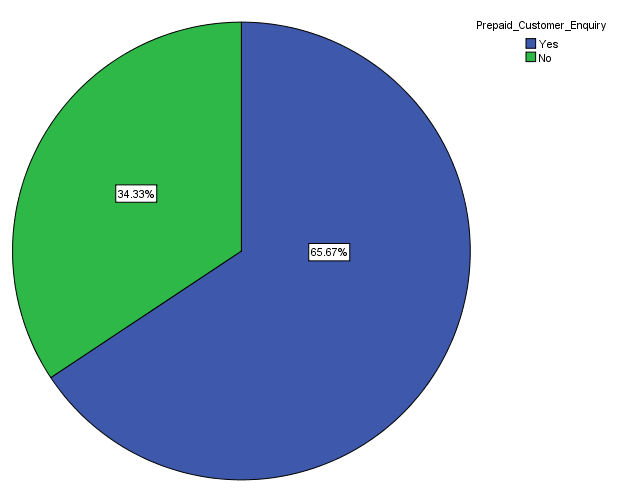 Prepaid_Customer_Enquiry
Yes
No
34.33%
65.67%